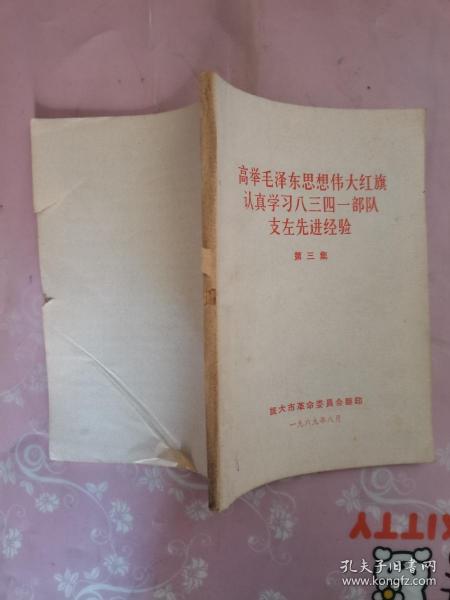 高举毛泽东思想伟大红旗
认真学习八三四一部队
支左先进经验
第三集
旅大市革命委员会翻印
一九六九年八月
KITTY
孔夫子旧书网
www.kongfz.com